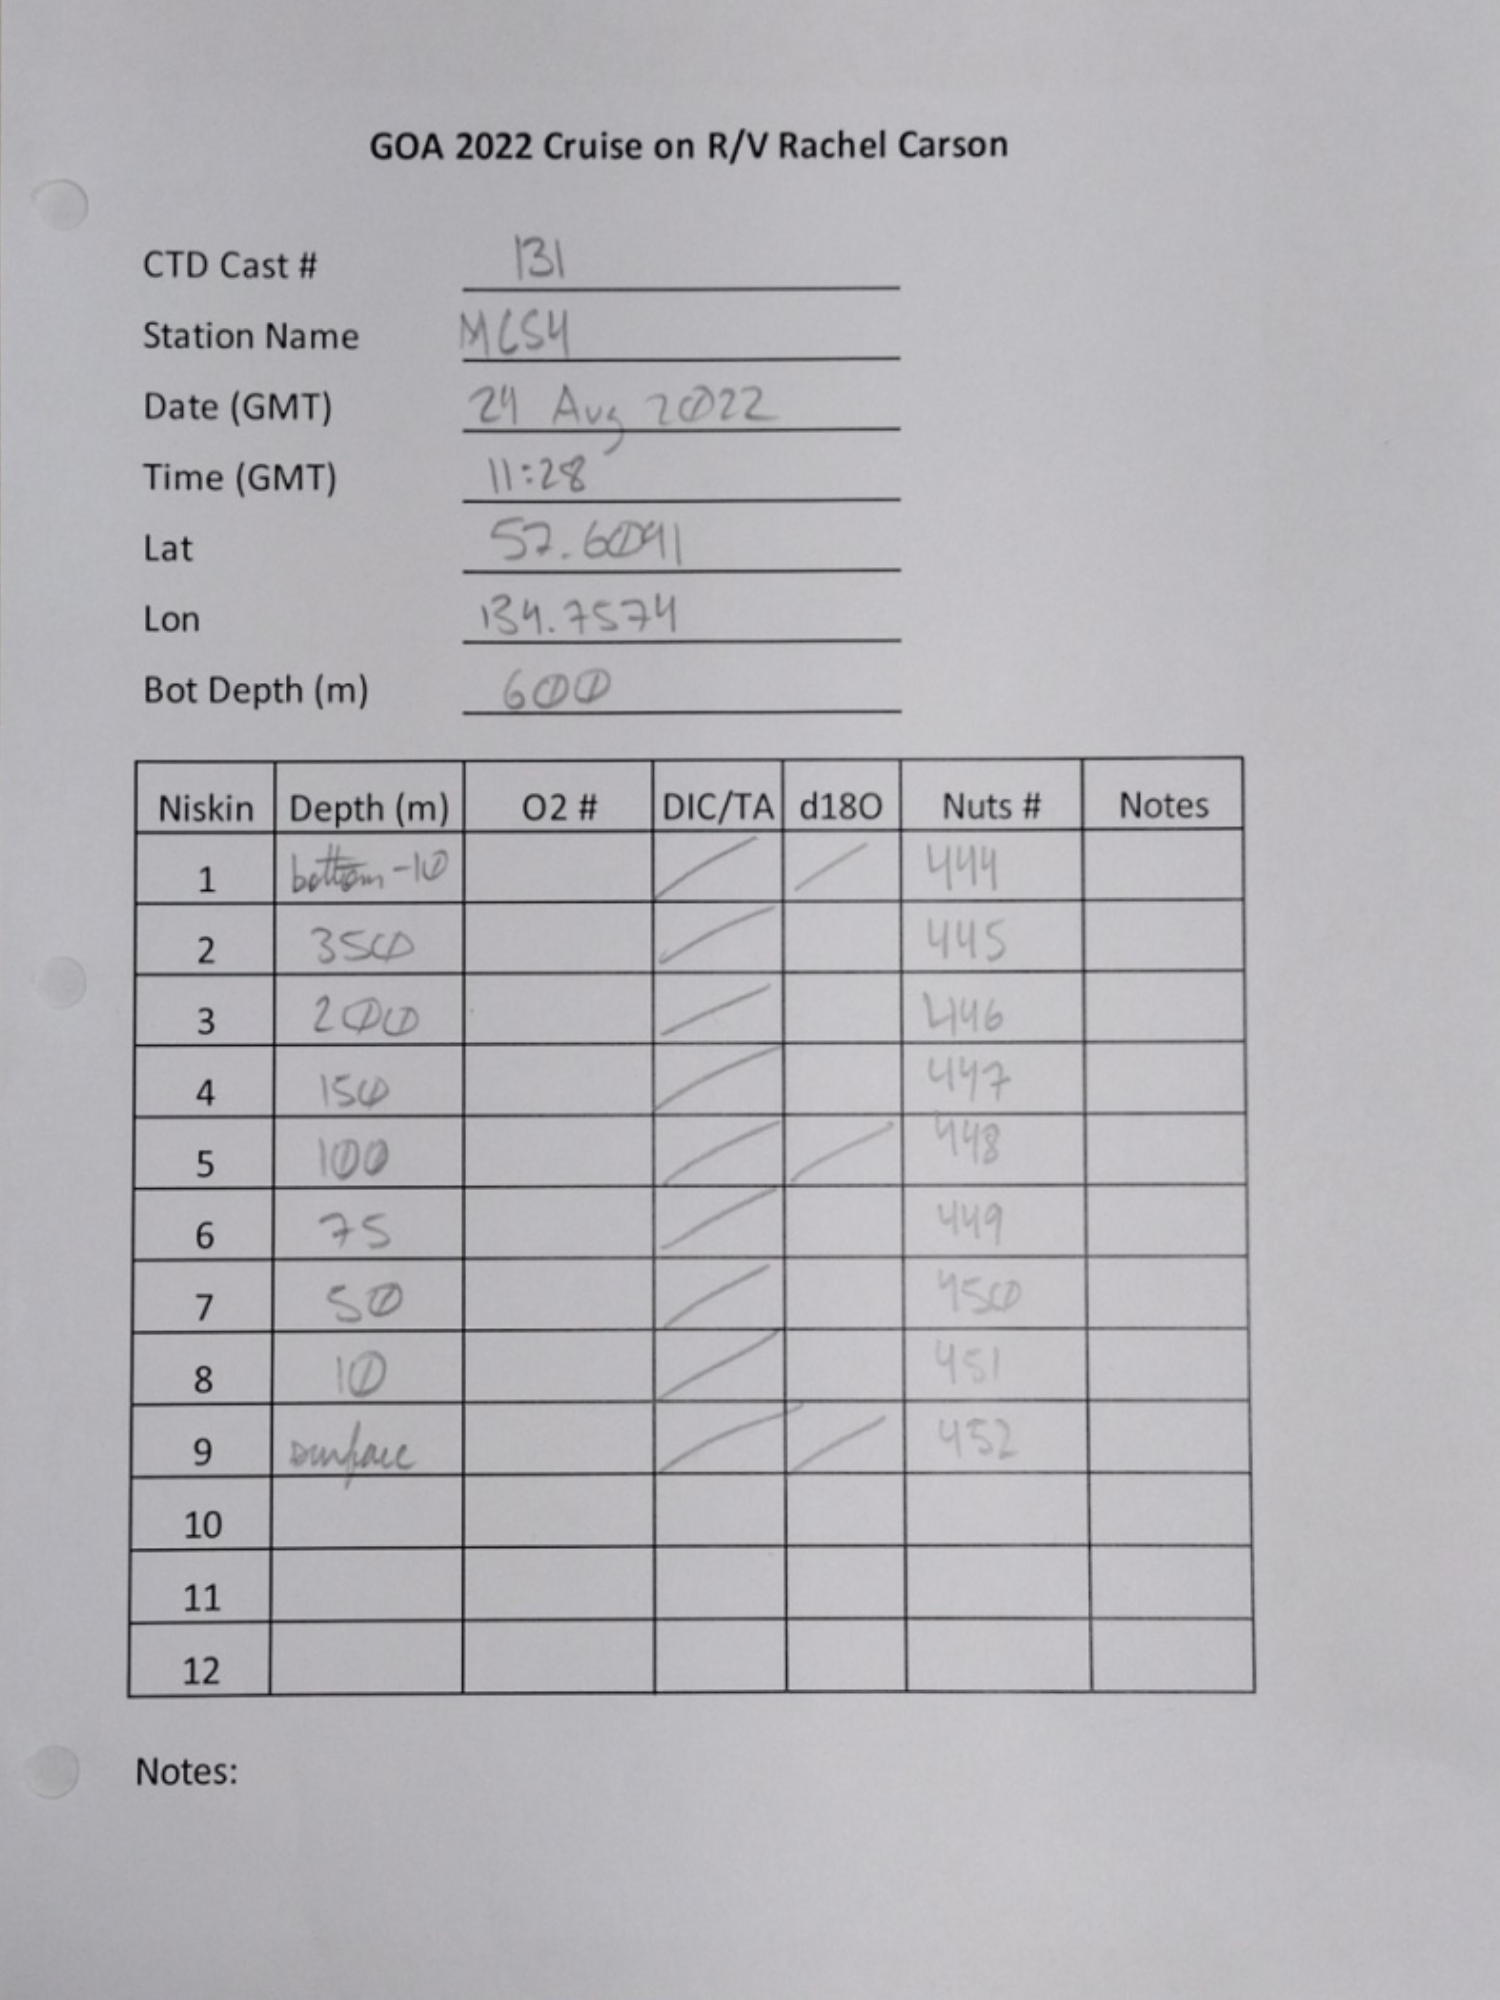 GOA 2022 Cruise on R/V Rachel Carson
CTD Cast # 131
Station Name MCS4
Date (GMT) 24 Aug 2022
Time (GMT) 11:28
Lat 57.6091
Lon 134.7574
Bot Depth (m) 600
Niskin Depth (m) O2 # DIC/TA d18O Nuts # Notes
1 bottom -10 / / 444
2 350 / 445
3 200 / 446
4 150 / 447
5 100 / / 448
6 75 / 449
7 50 / 450
8 10 / 451
9 surface / / 452
10
11
12
Notes: